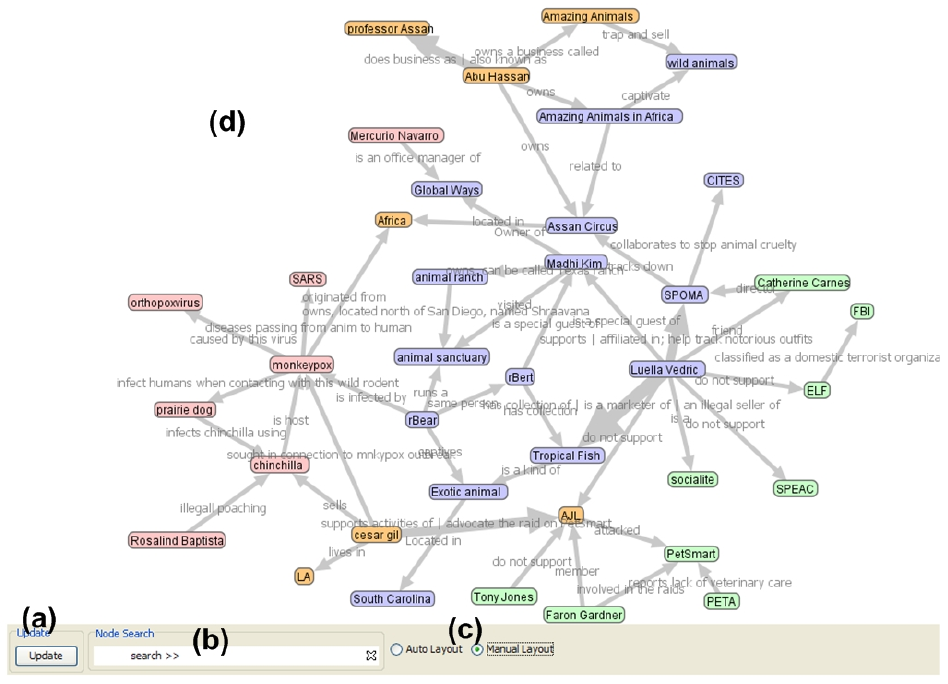 Amazing Animals
professor Assan
trap and sell
owns a business called
does business as | also known as
wild animals
Abu Hassan
owns
captivate
Amazing Animals in Africa
(d)
Mercurio Navarro
owns
is an office manager of
related to
CITES
Global Ways
Africa
located in
Assan Circus
Owner of
collaborates to stop animal cruelty
Madhi Kim
tracks down
animal ranch
owns, can be called Texas ranch
SARS
Catherine Carnes
SPOMA
director
originated from
orthopoxvirus
visited
owns, located north of San Diego, named Shraavana
FBI
is a special guest of
is a special guest of
diseases passing from anim to human
friend
caused by this virus
supports | affiliated in; help track notorious outfits
animal sanctuary
classified as a domestic terrorist organiza
monkeypox
Luella Vedric
rBert
do not support
infect humans when contacting with this wild rodent
ELF
runs a
is infected by
same person
has collection of | is a marketer of | an illegal seller of
prairie dog
has collection
is a
rBear
do not support
is host
infects chinchilla using
do not support
sought in connection to mnkypox outbreak
captives
Tropical Fish
chinchilla
is a kind of
socialite
SPEAC
Exotic animal
illegall poaching
sells
AJL
supports activities of | advocate the raid on PetSmart
attacked
cesar gil
Located in
Rosalind Baptista
lives in
PetSmart
do not support
member
LA
reports lack of veterinary care
involved in the raids
South Carolina
Tony Jones
PETA
Faron Gardner
(a)
(b)
(c)
Update
Node Search
Update
search >>
Auto Layout
Manual Layout